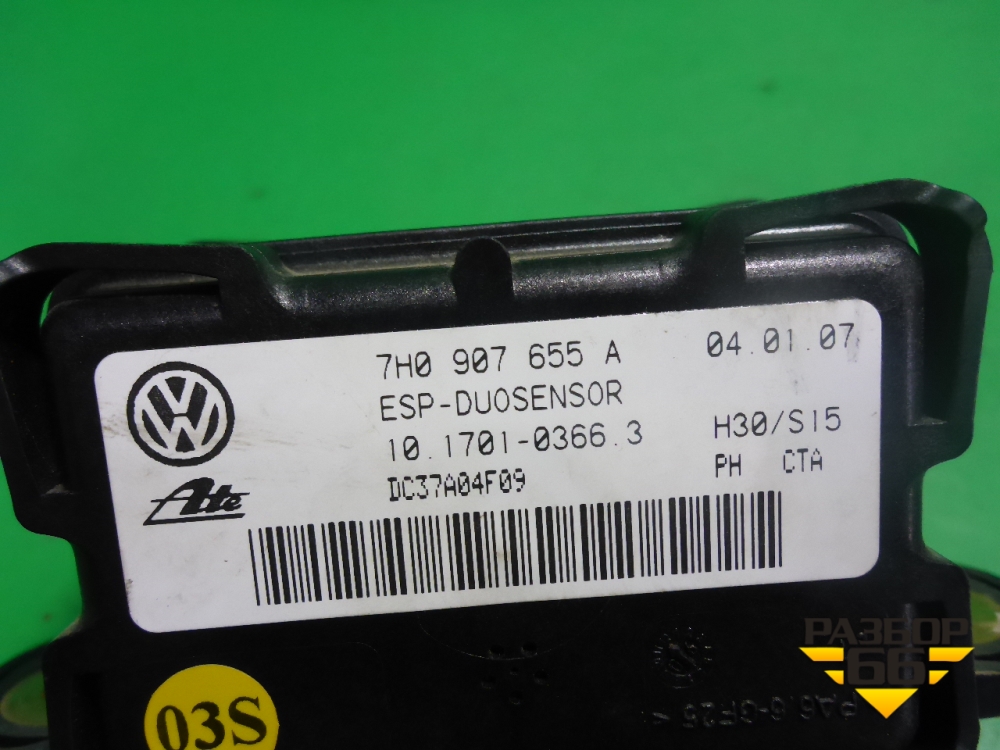 7H0 907 655 A 04.01.07
ESP-DUOSENSOR
10.1701-0366.3 H30/S15
DC37A04F09 PH CTA
Ate
03S
РАЗБОР
66